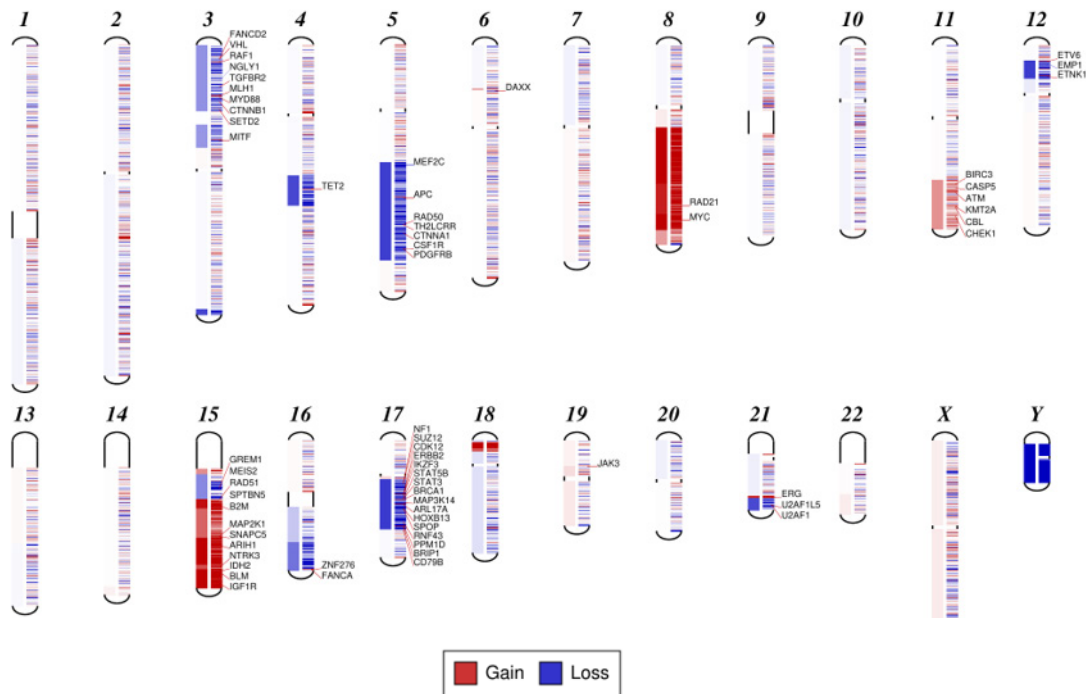 1 2 3 4 5 6 7 8 9 10 11 12
FANCD2
VHL
RAF1
NGLY1
TGFBR2
MLH1
MYD88
CTNNB1
SETD2
MITF
TET2
MEF2C
APC
RAD50
TH2LCRR
CTNNA1
CSF1R
PDGFRB
DAXX
RAD21
MYC
BIRC3
CASP5
ATM
KMT2A
CBL
CHEK1
ETV6
EMP1
ETNK1
13 14 15 16 17 18 19 20 21 22 X Y
GREM1
MEIS2
RAD51
SPTBN5
B2M
MAP2K1
SNAPC5
ARIH1
NTRK3
IDH2
BLM
IGF1R
ZNF276
FANCA
NF1
SUZ12
CDK12
ERBB2
IKZF3
STAT5B
STAT3
BRCA1
MAP3K14
ARL17A
HOXB13
SPOP
RNF43
PPM1D
BRIP1
CD79B
JAK3
ERG
U2AF1L5
U2AF1
Gain Loss